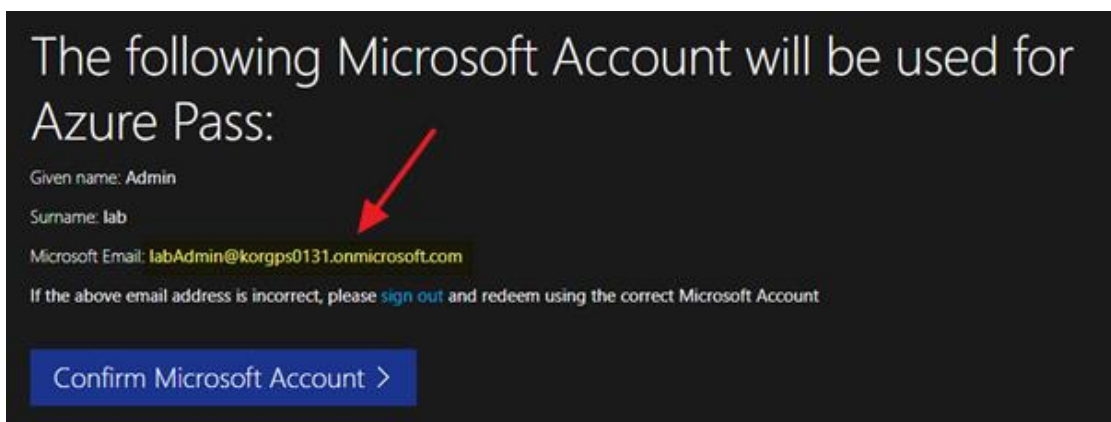 The following Microsoft Account will be used for
Azure Pass:
Given name: Admin
Surname: lab
Microsoft Email: labAdmin@korgps0131.onmicrosoft.com
If the above email address is incorrect, please sign out and redeem using the correct Microsoft Account
Confirm Microsoft Account >